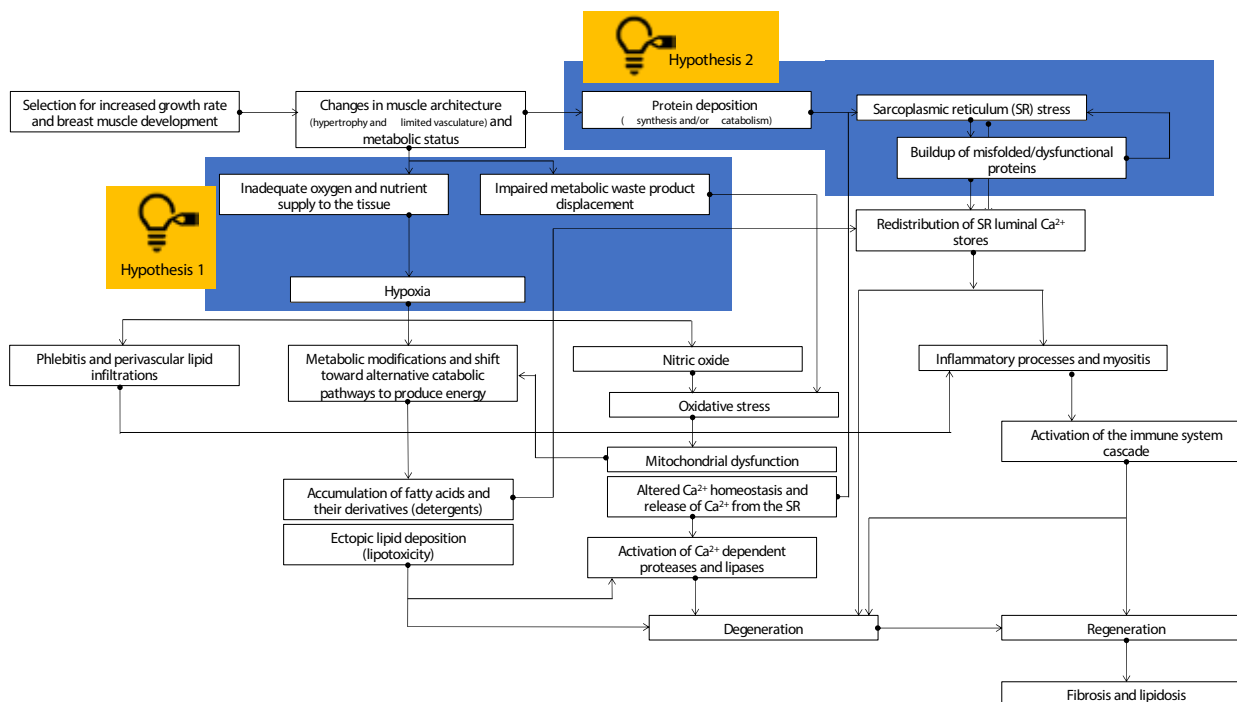 Hypothesis 2
Selection for increased growth rate
and breast muscle development
Changes in muscle architecture
(hypertrophy and limited vasculature) and
metabolic status
Protein deposition
( synthesis and/or catabolism)
Sarcoplasmic reticulum (SR) stress
Buildup of misfolded/dysfunctional
proteins
Inadequate oxygen and nutrient
supply to the tissue
Impaired metabolic waste product
displacement
Redistribution of SR luminal Ca²⁺
stores
Hypothesis 1
Hypoxia
Phlebitis and perivascular lipid
infiltrations
Metabolic modifications and shift
toward alternative catabolic
pathways to produce energy
Nitric oxide
Inflammatory processes and myositis
Oxidative stress
Activation of the immune system
cascade
Mitochondrial dysfunction
Accumulation of fatty acids and
their derivatives (detergents)
Altered Ca²⁺ homeostasis and
release of Ca²⁺ from the SR
Ectopic lipid deposition
(lipotoxicity)
Activation of Ca²⁺ dependent
proteases and lipases
Degeneration
Regeneration
Fibrosis and lipidosis